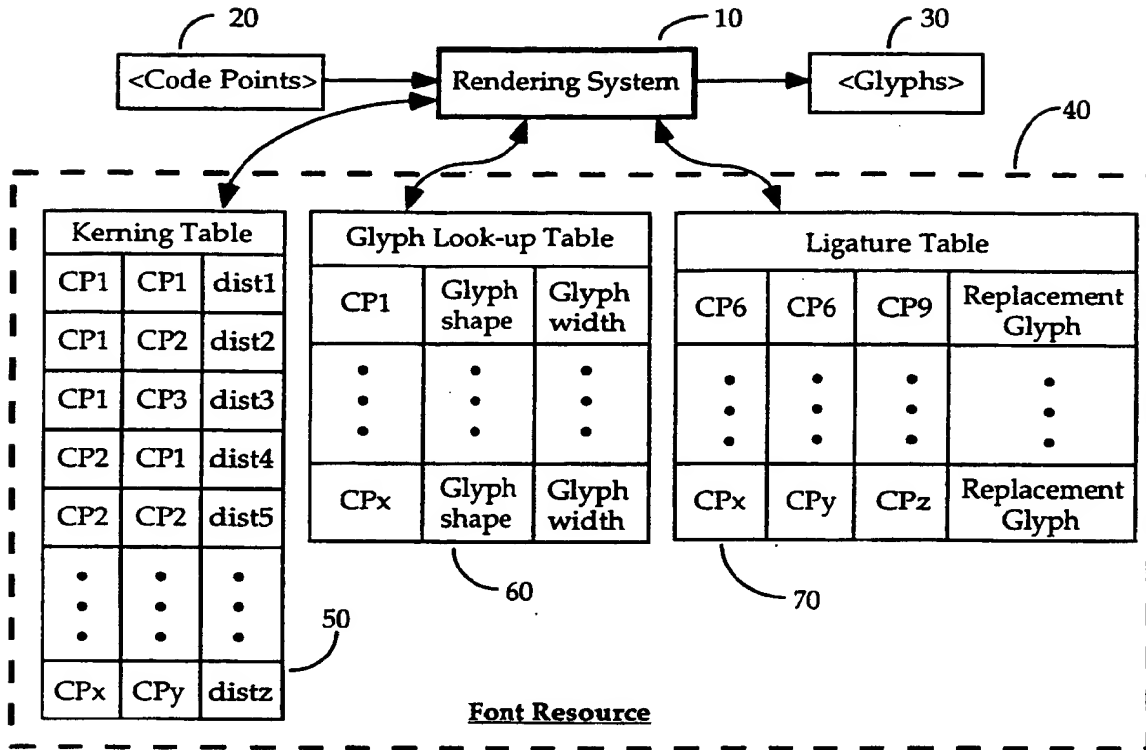 20
10
30
<Code Points>
Rendering System
<Glyphs>
40
Kerning Table
CP1 CP1 dist1
CP1 CP2 dist2
CP1 CP3 dist3
CP2 CP1 dist4
CP2 CP2 dist5
CPx CPy distz
50
Glyph Look-up Table
CP1 Glyph shape Glyph width
CPx Glyph shape Glyph width
60
Ligature Table
CP6 CP6 CP9 Replacement Glyph
CPx CPy CPz Replacement Glyph
70
Font Resource